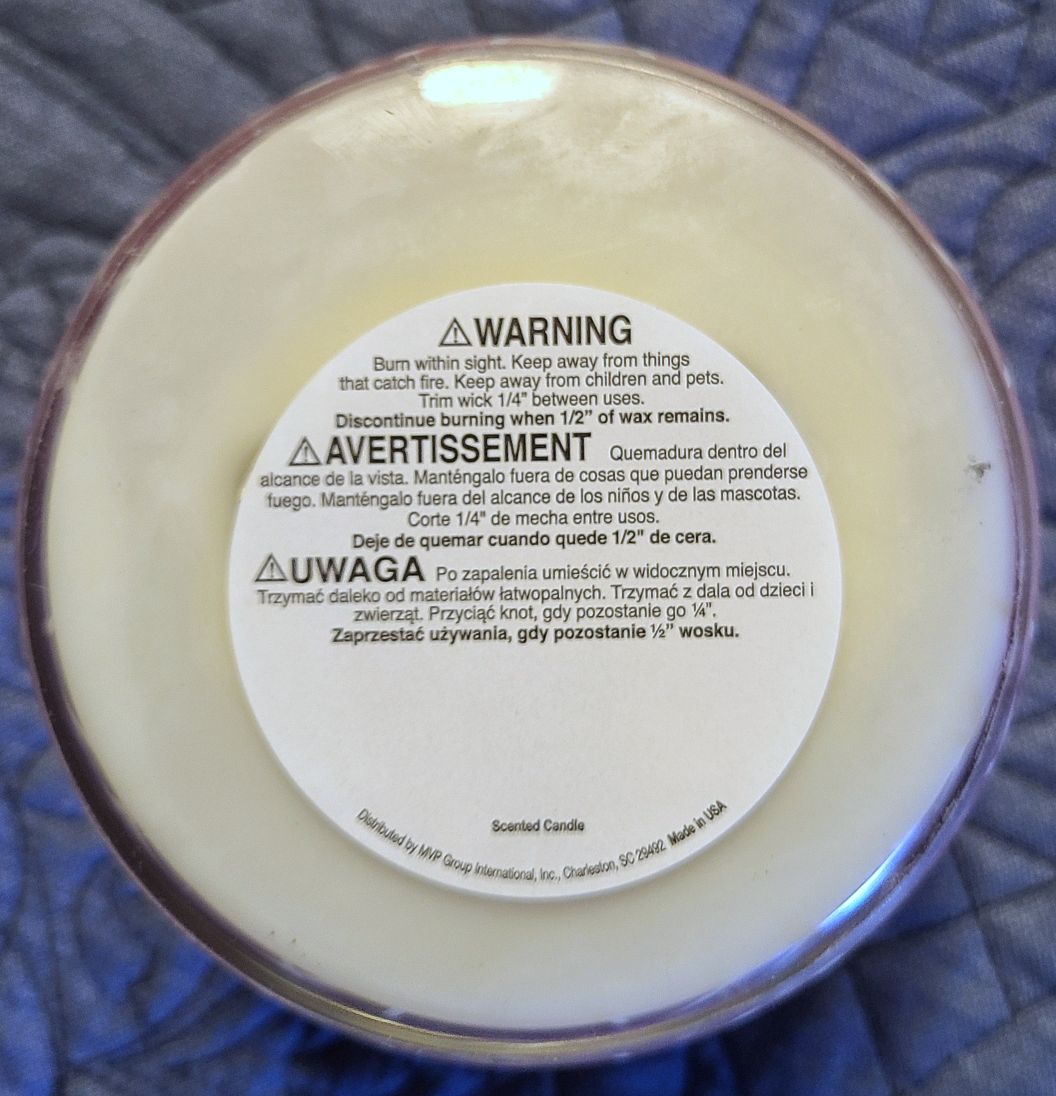 ⚠WARNING
Burn within sight. Keep away from things
that catch fire. Keep away from children and pets.
Trim wick 1/4" between uses.
Discontinue burning when 1/2” of wax remains.
⚠AVERTISSEMENT Quemadura dentro del
alcance de la vista. Manténgalo fuera de cosas que puedan prenderse
fuego. Manténgalo fuera del alcance de los niños y de las mascotas.
Corte 1/4" de mecha entre usos.
Deje de quemar cuando quede 1/2" de cera.
⚠UWAGA Po zapalenia umieścić w widocznym miejscu.
Trzymać daleko od materiałów łatwopalnych. Trzymać z dala od dzieci i
zwierząt. Przyciąć knot, gdy pozostanie go ¼".
Zaprzestać używania, gdy pozostanie ½” wosku.
Scented Candle
Distributed by MVP Group International, Inc., Charleston, SC 29492 Made in USA